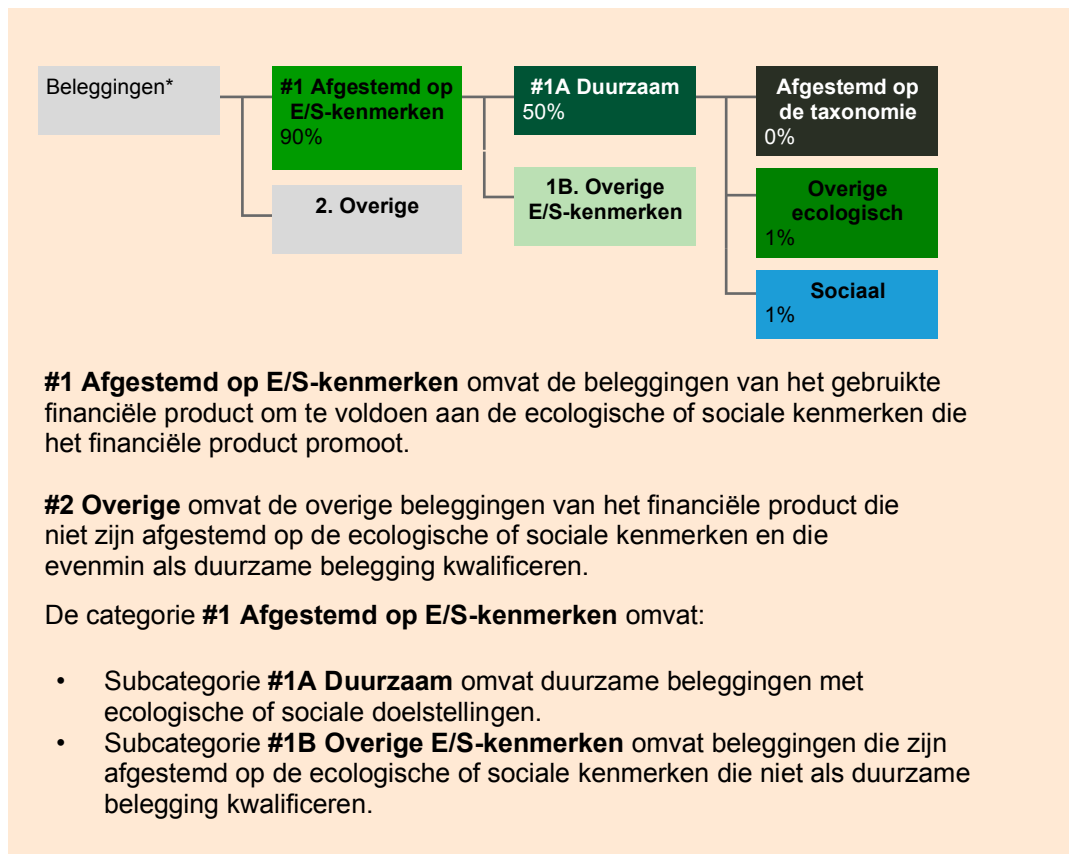 Beleggingen*
#1 Afgestemd op
E/S-kenmerken
90%
2. Overige
#1A Duurzaam
50%
1B. Overige
E/S-kenmerken
Afgestemd op
de taxonomie
0%
Overige
ecologisch
1%
Sociaal
1%
#1 Afgestemd op E/S-kenmerken omvat de beleggingen van het gebruikte
financiële product om te voldoen aan de ecologische of sociale kenmerken die
het financiële product promoot.
#2 Overige omvat de overige beleggingen van het financiële product die
niet zijn afgestemd op de ecologische of sociale kenmerken en die
evenmin als duurzame belegging kwalificeren.
De categorie #1 Afgestemd op E/S-kenmerken omvat:
• Subcategorie #1A Duurzaam omvat duurzame beleggingen met
ecologische of sociale doelstellingen.
• Subcategorie #1B Overige E/S-kenmerken omvat beleggingen die zijn
afgestemd op de ecologische of sociale kenmerken die niet als duurzame
belegging kwalificeren.